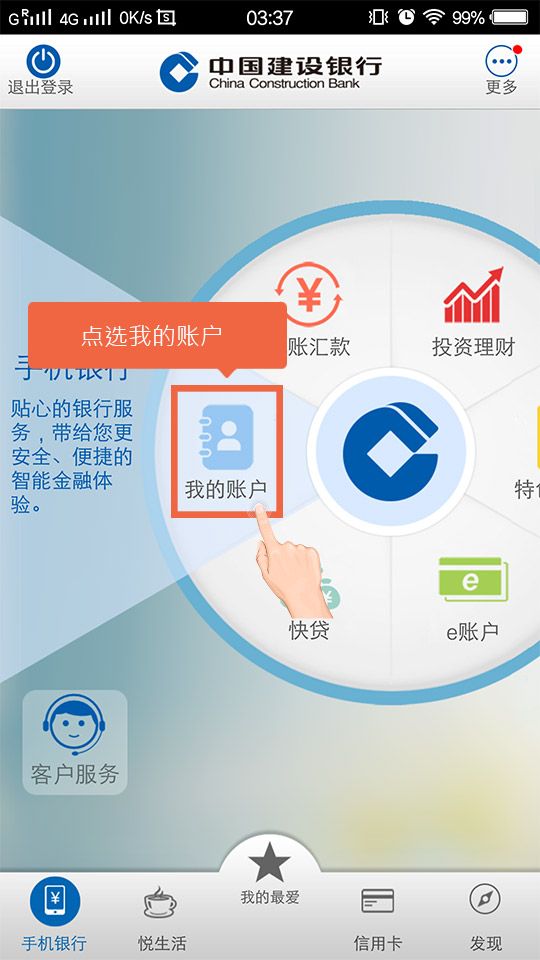 G R 4G 0K/s 03:37 99%
退出登录
中国建设银行
China Construction Bank
更多
点选我的账户
账汇款
投资理财
手机银行
贴心的银行服
务，带给您更
安全、便捷的
智能金融体
验。
¥
我的账户
特
e
¥
快贷
e账户
客户服务
我的最爱
¥
手机银行
悦生活
信用卡
发现